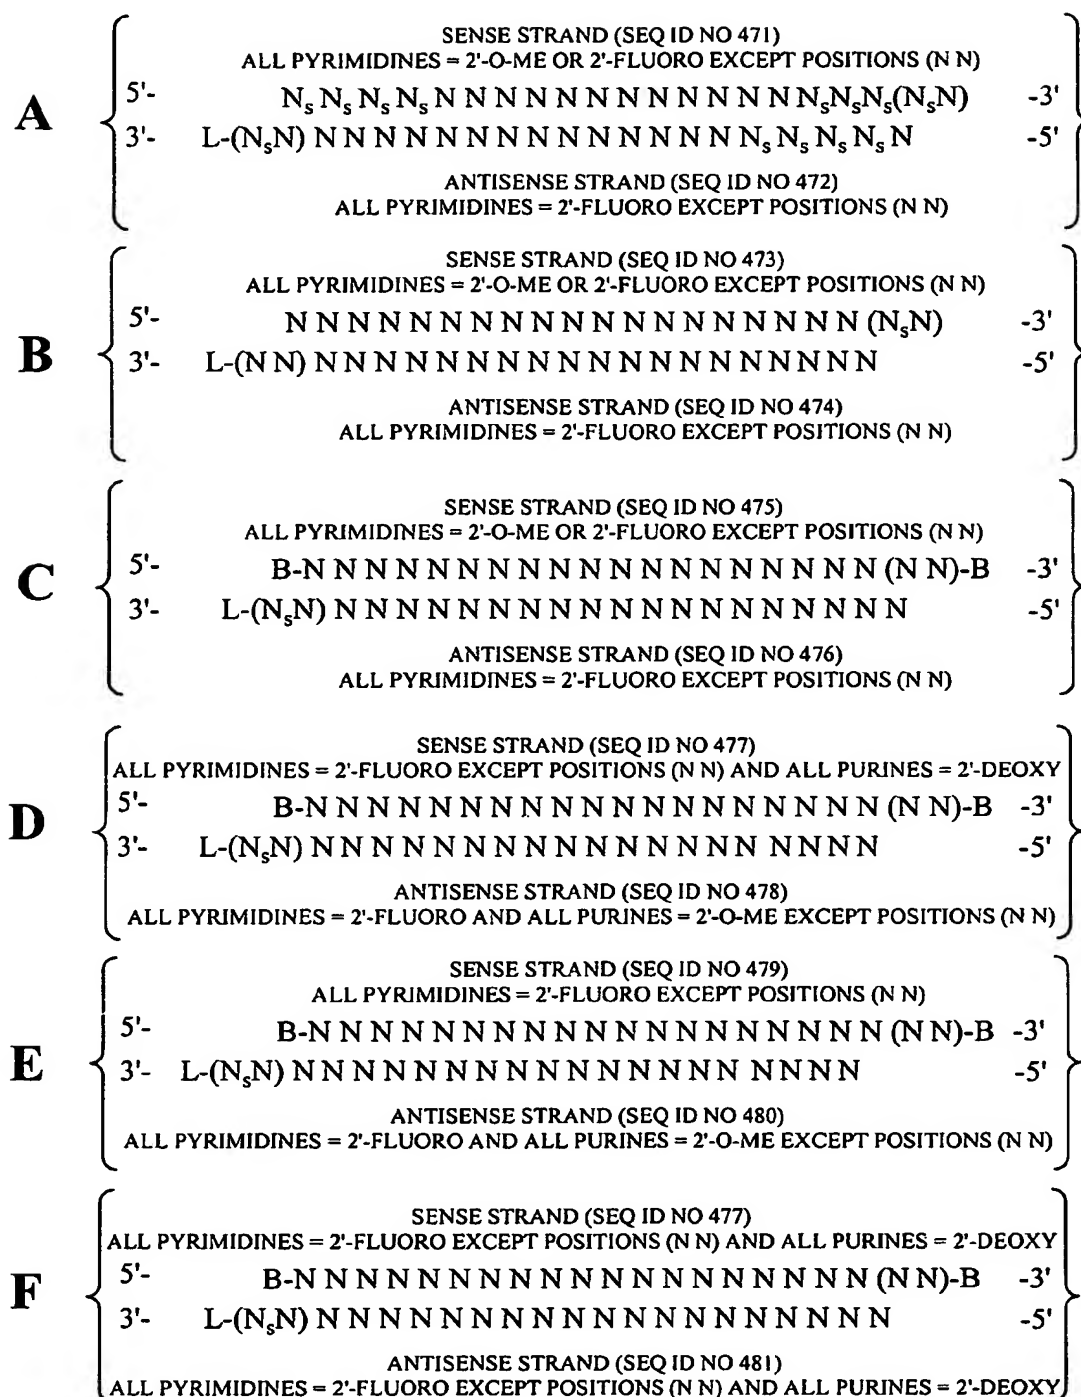 A
SENSE STRAND (SEQ ID NO 471)
ALL PYRIMIDINES = 2'-O-ME OR 2'-FLUORO EXCEPT POSITIONS (N N)
5'- NₛNₛNₛNₛN N N N N N N N N N N N NₛNₛNₛ(NₛN) -3'
3'- L-(NₛN) N N N N N N N N N N N N N N Nₛ Nₛ Nₛ Nₛ N -5'
ANTISENSE STRAND (SEQ ID NO 472)
ALL PYRIMIDINES = 2'-FLUORO EXCEPT POSITIONS (N N)
B
SENSE STRAND (SEQ ID NO 473)
ALL PYRIMIDINES = 2'-O-ME OR 2'-FLUORO EXCEPT POSITIONS (N N)
5'- N N N N N N N N N N N N N N N N N N N (NₛN) -3'
3'- L-(N N) N N N N N N N N N N N N N N N N N N N -5'
ANTISENSE STRAND (SEQ ID NO 474)
ALL PYRIMIDINES = 2'-FLUORO EXCEPT POSITIONS (N N)
C
SENSE STRAND (SEQ ID NO 475)
ALL PYRIMIDINES = 2'-O-ME OR 2'-FLUORO EXCEPT POSITIONS (N N)
5'- B-N N N N N N N N N N N N N N N N N N N (N N)-B -3'
3'- L-(NₛN) N N N N N N N N N N N N N N N N N N N -5'
ANTISENSE STRAND (SEQ ID NO 476)
ALL PYRIMIDINES = 2'-FLUORO EXCEPT POSITIONS (N N)
D
SENSE STRAND (SEQ ID NO 477)
ALL PYRIMIDINES = 2'-FLUORO EXCEPT POSITIONS (N N) AND ALL PURINES = 2'-DEOXY
5'- B-N N N N N N N N N N N N N N N N N N N (N N)-B -3'
3'- L-(NₛN) N N N N N N N N N N N N N N N N N N N -5'
ANTISENSE STRAND (SEQ ID NO 478)
ALL PYRIMIDINES = 2'-FLUORO AND ALL PURINES = 2'-O-ME EXCEPT POSITIONS (N N)
E
SENSE STRAND (SEQ ID NO 479)
ALL PYRIMIDINES = 2'-FLUORO EXCEPT POSITIONS (N N)
5'- B-N N N N N N N N N N N N N N N N N N N (N N)-B -3'
3'- L-(NₛN) N N N N N N N N N N N N N N N N N N N -5'
ANTISENSE STRAND (SEQ ID NO 480)
ALL PYRIMIDINES = 2'-FLUORO AND ALL PURINES = 2'-O-ME EXCEPT POSITIONS (N N)
F
SENSE STRAND (SEQ ID NO 477)
ALL PYRIMIDINES = 2'-FLUORO EXCEPT POSITIONS (N N) AND ALL PURINES = 2'-DEOXY
5'- B-N N N N N N N N N N N N N N N N N N N (N N)-B -3'
3'- L-(NₛN) N N N N N N N N N N N N N N N N N N N -5'
ANTISENSE STRAND (SEQ ID NO 481)
ALL PYRIMIDINES = 2'-FLUORO EXCEPT POSITIONS (N N) AND ALL PURINES = 2'-DEOXY